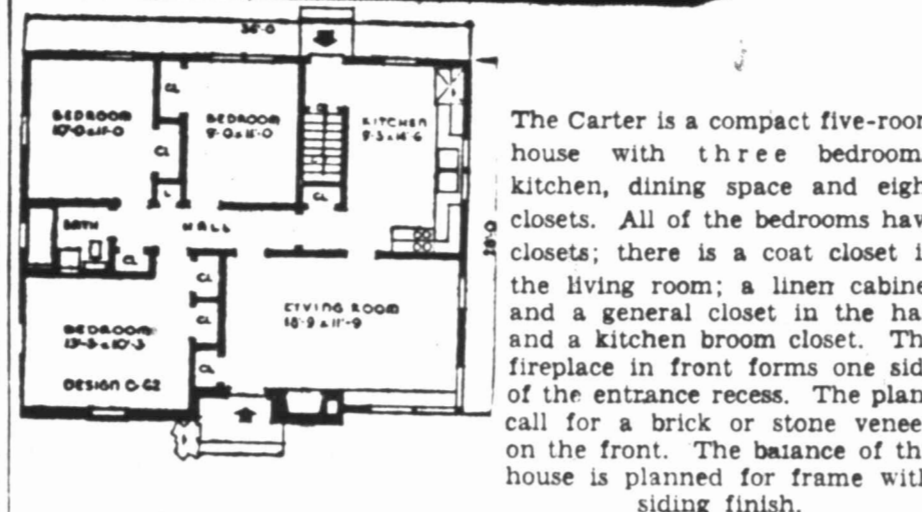 36'-0
BEDROOM
10'-0 x 11'-0
CL
BEDROOM
9'-0 x 11'-0
KITCHEN
9'-3 x 14'-6
CL
L
CL
BATH
HALL
28'-0
CL
CL
LIVING ROOM
18'-9 x 11'-9
CL
BEDROOM
13'-3 x 10'-3
CL
DESIGN C-62
The Carter is a compact five-roor
house with three bedroom
kitchen, dining space and eigh
closets. All of the bedrooms hav
closets; there is a coat closet i
the living room; a linen cabine
and a general closet in the ha
and a kitchen broom closet. Th
fireplace in front forms one sid
of the entrance recess. The plan
call for a brick or stone venee
on the front. The balance of th
house is planned for frame with
siding finish.